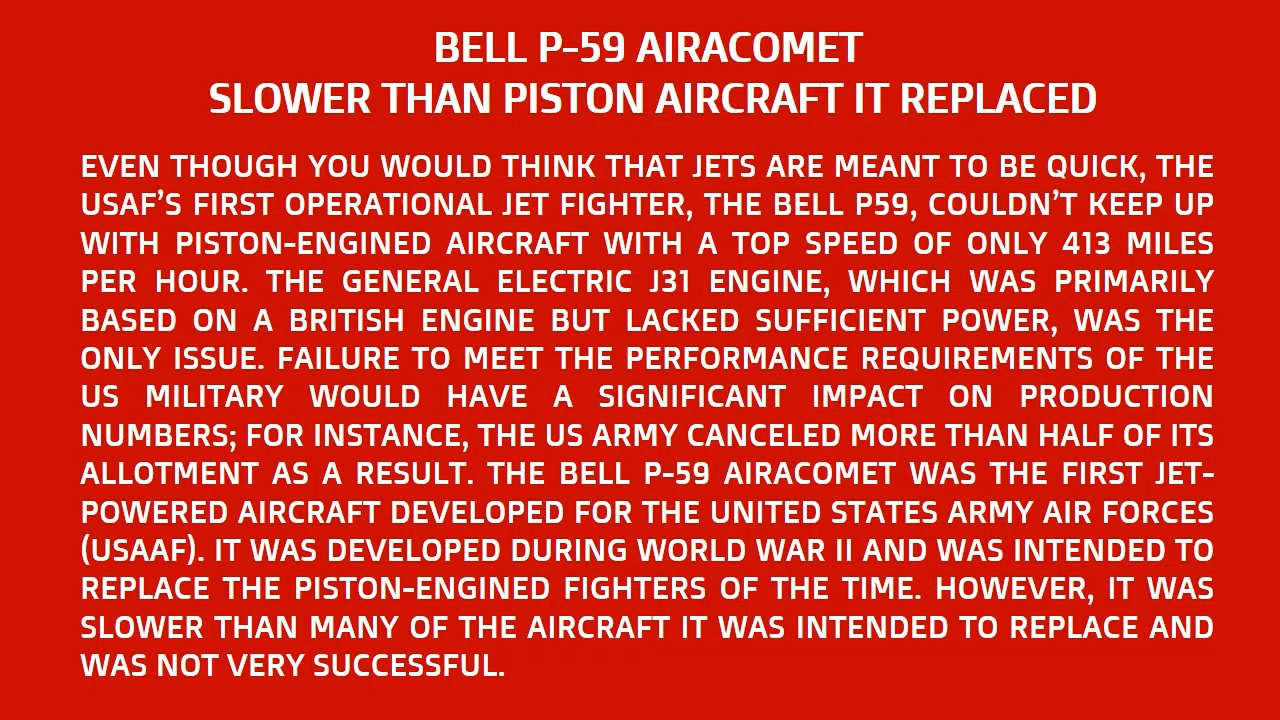 BELL P-59 AIRACOMET
SLOWER THAN PISTON AIRCRAFT IT REPLACED
EVEN THOUGH YOU WOULD THINK THAT JETS ARE MEANT TO BE QUICK, THE
USAF’S FIRST OPERATIONAL JET FIGHTER, THE BELL P59, COULDN’T KEEP UP
WITH PISTON-ENGINED AIRCRAFT WITH A TOP SPEED OF ONLY 413 MILES
PER HOUR. THE GENERAL ELECTRIC J31 ENGINE, WHICH WAS PRIMARILY
BASED ON A BRITISH ENGINE BUT LACKED SUFFICIENT POWER, WAS THE
ONLY ISSUE. FAILURE TO MEET THE PERFORMANCE REQUIREMENTS OF THE
US MILITARY WOULD HAVE A SIGNIFICANT IMPACT ON PRODUCTION
NUMBERS; FOR INSTANCE, THE US ARMY CANCELED MORE THAN HALF OF ITS
ALLOTMENT AS A RESULT. THE BELL P-59 AIRACOMET WAS THE FIRST JET-
POWERED AIRCRAFT DEVELOPED FOR THE UNITED STATES ARMY AIR FORCES
(USAAF). IT WAS DEVELOPED DURING WORLD WAR II AND WAS INTENDED TO
REPLACE THE PISTON-ENGINED FIGHTERS OF THE TIME. HOWEVER, IT WAS
SLOWER THAN MANY OF THE AIRCRAFT IT WAS INTENDED TO REPLACE AND
WAS NOT VERY SUCCESSFUL.